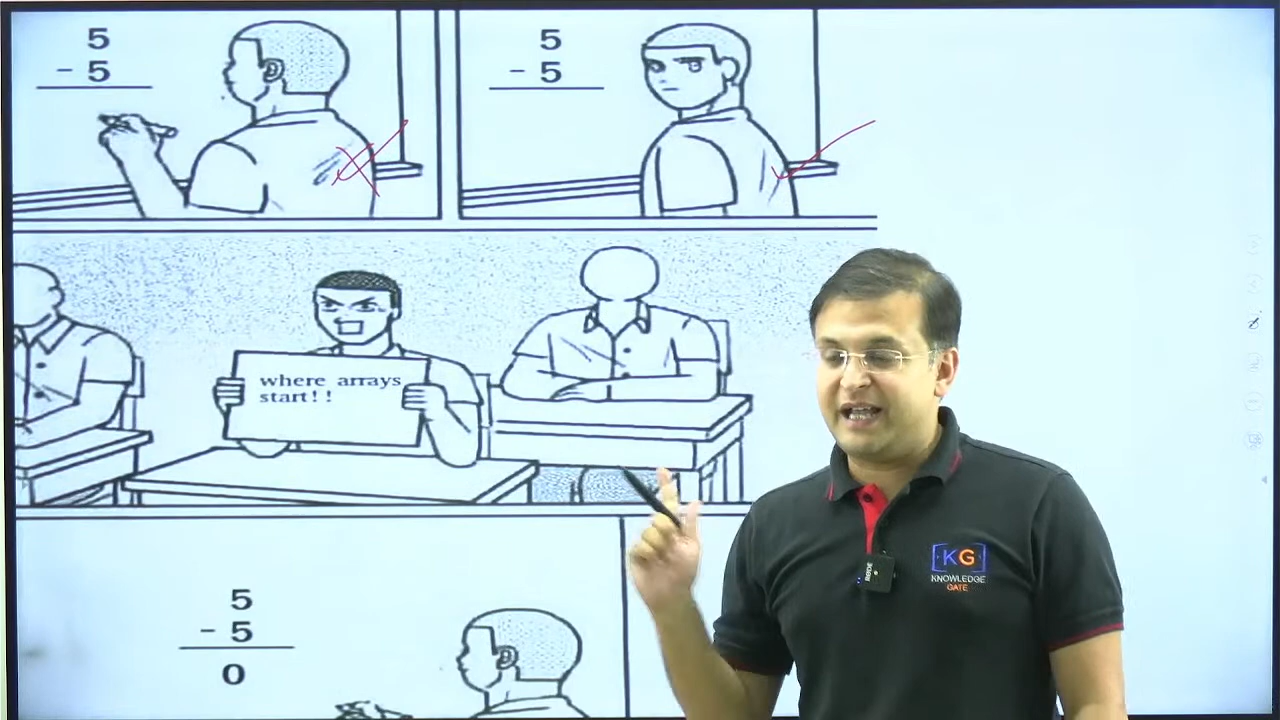 5
- 5
5
- 5
where arrays
start!!
5
- 5
0
KG
KNOWLEDGE
GATE